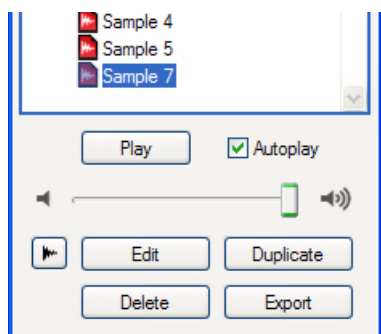 Sample 4
Sample 5
Sample 7
Play Autoplay
Edit Duplicate
Delete Export